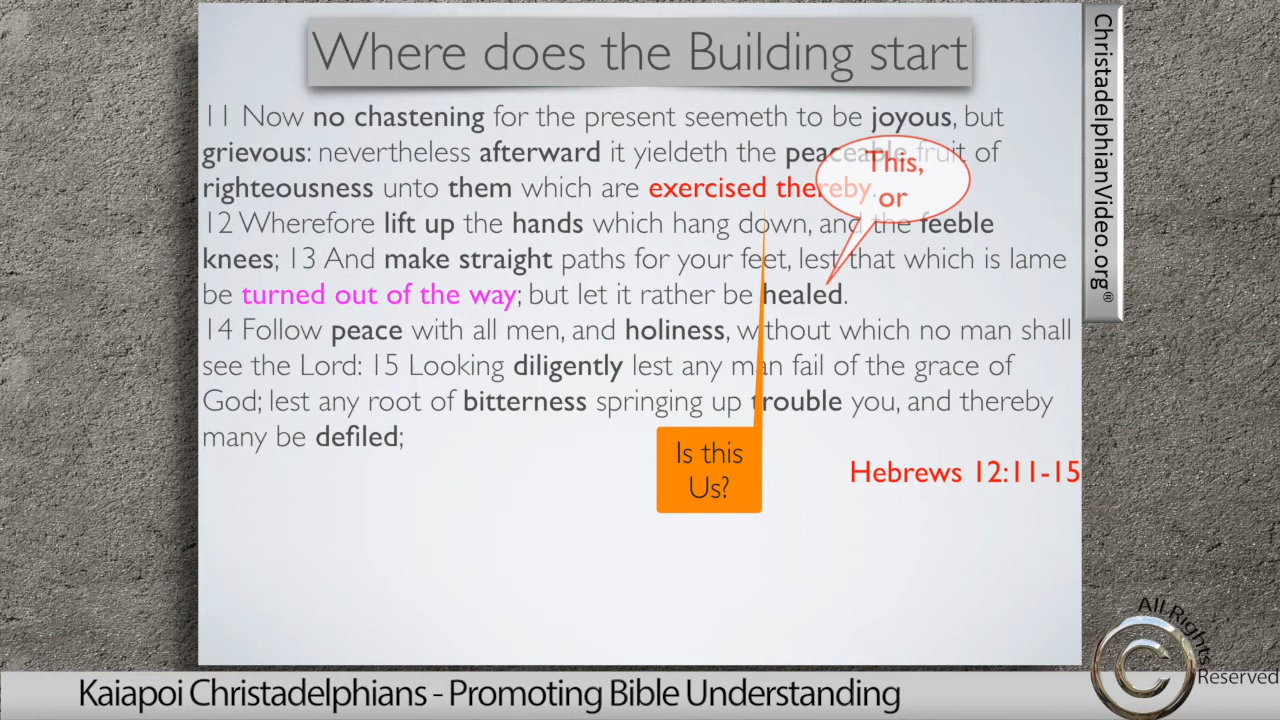 Where does the Building start
11 Now no chastening for the present seemeth to be joyous, but
grievous: nevertheless afterward it yieldeth the peaceable fruit of
righteousness unto them which are exercised thereby.
12 Wherefore lift up the hands which hang down, and the feeble
knees; 13 And make straight paths for your feet, lest that which is lame
be turned out of the way; but let it rather be healed.
14 Follow peace with all men, and holiness, without which no man shall
see the Lord: 15 Looking diligently lest any man fail of the grace of
God; lest any root of bitterness springing up trouble you, and thereby
many be defiled;
This,
or
Is this
Us?
Hebrews 12:11-15
ChristadelphianVideo.org®
All Rights
C
Reserved
Kaiapoi Christadelphians - Promoting Bible Understanding